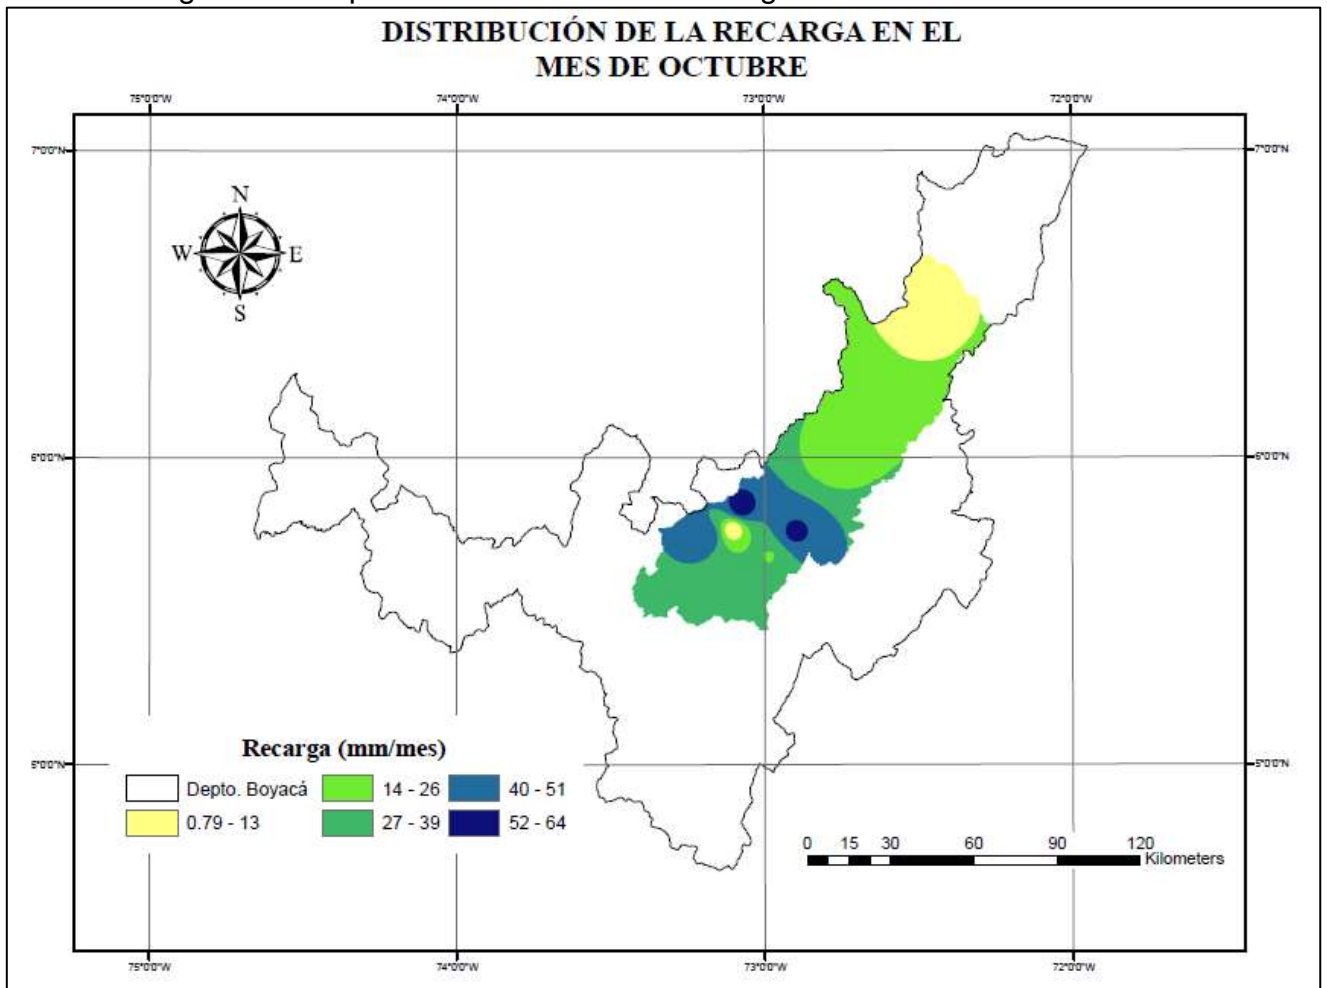 DISTRIBUCIÓN DE LA RECARGA EN EL
MES DE OCTUBRE
75°0'0"W 74°0'0"W 73°0'0"W 72°0'0"W
7°0'0"N 7°0'0"N
N
W E
S
6°0'0"N 6°0'0"N
5°0'0"N 5°0'0"N
Recarga (mm/mes)
Depto. Boyacá 14 - 26 40 - 51
0.79 - 13 27 - 39 52 - 64
0 15 30 60 90 120
Kilometers
75°0'0"W 74°0'0"W 73°0'0"W 72°0'0"W